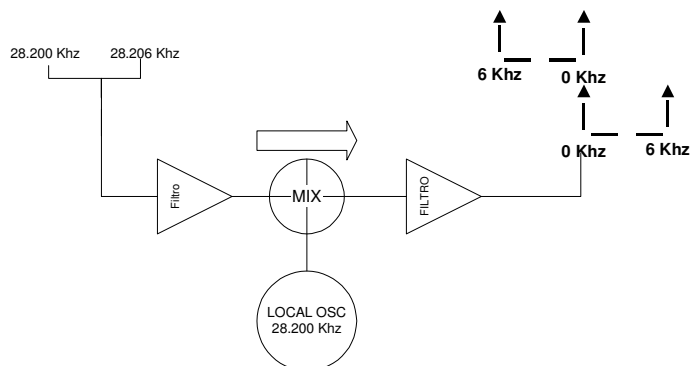 28.200 Khz
28.206 Khz
6 Khz
0 Khz
0 Khz
6 Khz
Filtro
MIX
FILTRO
LOCAL OSC
28.200 Khz